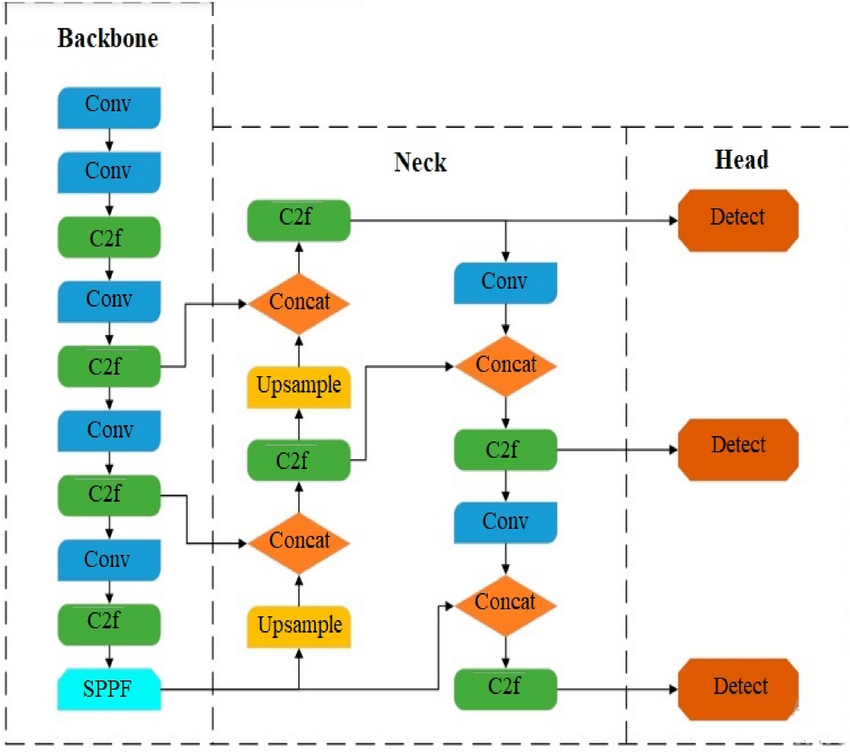 Backbone
Conv
Conv
C2f
Conv
C2f
Conv
C2f
Conv
C2f
SPPF
Neck
C2f
Concat
Upsample
C2f
Concat
Upsample
Conv
Concat
C2f
Conv
Concat
C2f
Head
Detect
Detect
Detect